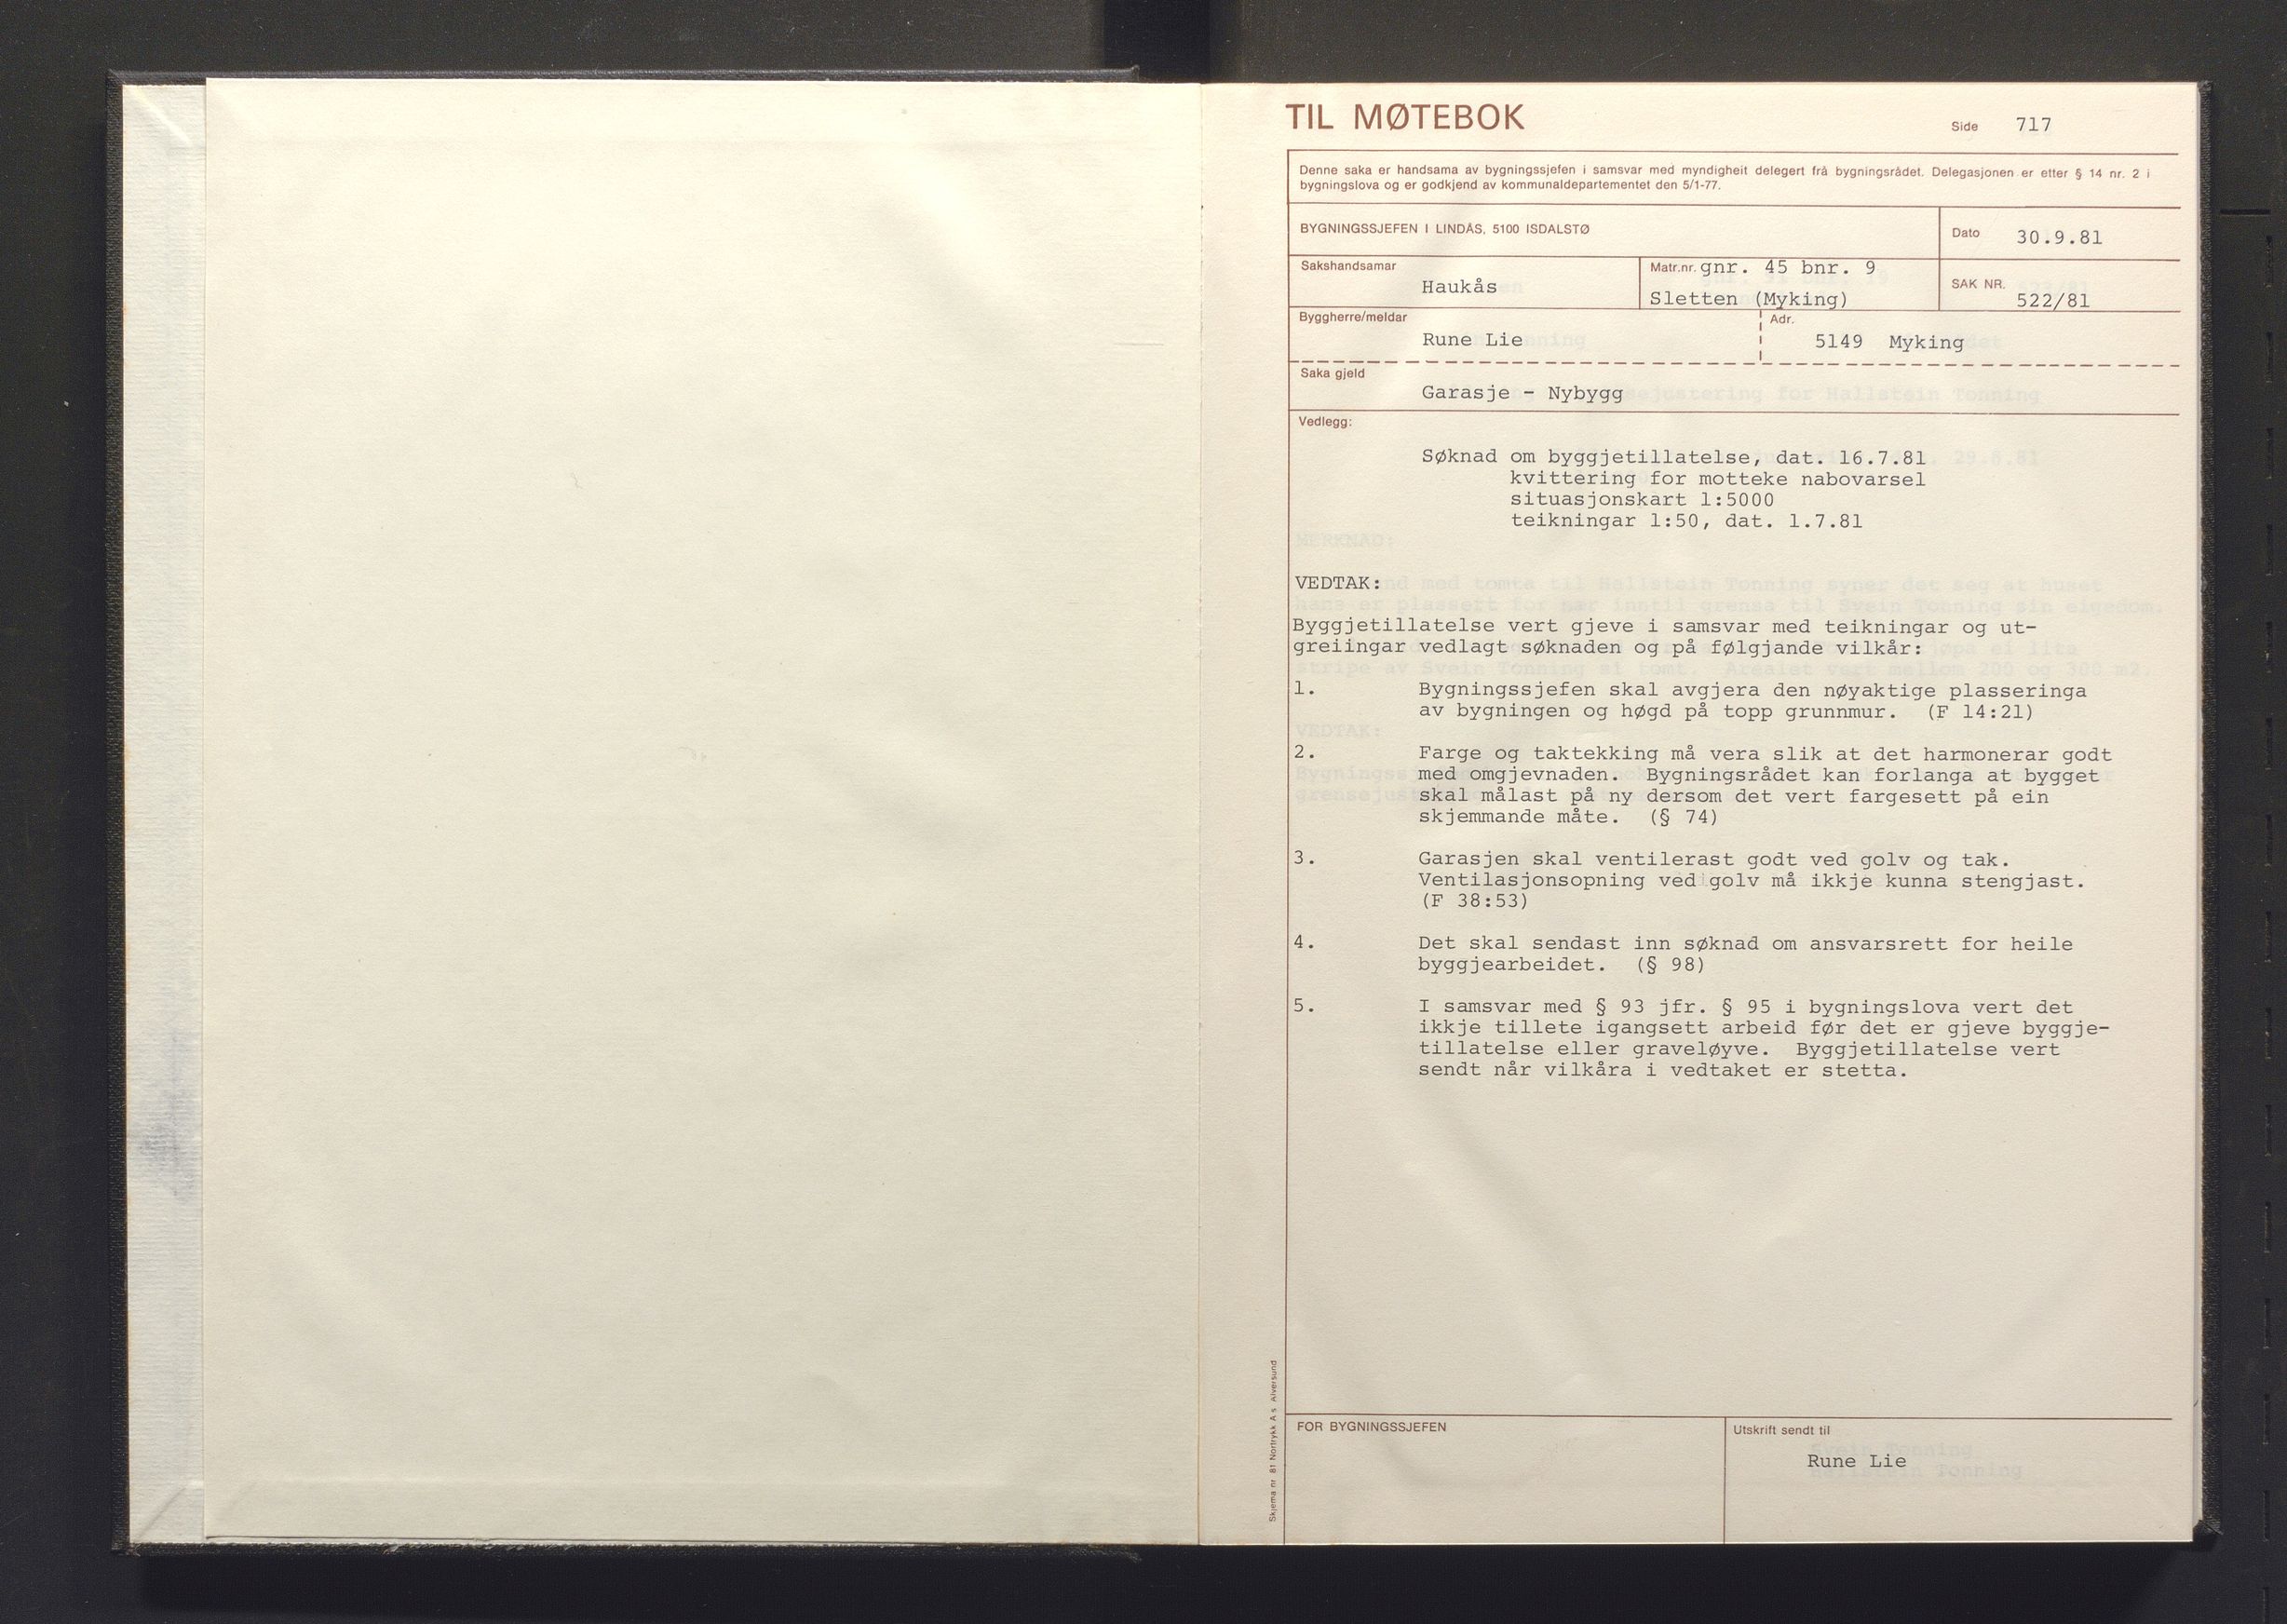 TIL MØTEBOK
Side 717
Denne saka er handsama av bygningssjefen i samsvar med myndigheit delegert frå bygningsrådet. Delegasjonen er etter § 14 nr. 2 i
bygningslova og er godkjend av kommunaldepartementet den 5/1-77.
BYGNINGSSJEFEN I LINDÅS, 5100 ISDALSTØ
Dato 30.9.81
Sakshandsamar
Haukås
Matr.nr. gnr. 45 bnr. 9
Sletten (Myking)
SAK NR.
522/81
Byggherre/meldar
Rune Lie
Adr.
5149 Myking
Saka gjeld
Garasje - Nybygg
Vedlegg:
Søknad om byggjetillatelse, dat. 16.7.81
kvittering for motteke nabovarsel
situasjonskart 1:5000
teikningar 1:50, dat. 1.7.81
VEDTAK:
Byggjetillatelse vert gjeve i samsvar med teikningar og ut-
greiingar vedlagt søknaden og på følgjande vilkår:
1. Bygningssjefen skal avgjera den nøyaktige plasseringa
av bygningen og høgd på topp grunnmur. (F 14:21)
2. Farge og taktekking må vera slik at det harmonerar godt
med omgjevnaden. Bygningsrådet kan forlanga at bygget
skal målast på ny dersom det vert fargesett på ein
skjemmande måte. (§ 74)
3. Garasjen skal ventilerast godt ved golv og tak.
Ventilasjonsopning ved golv må ikkje kunna stengjast.
(F 38:53)
4. Det skal sendast inn søknad om ansvarsrett for heile
byggjearbeidet. (§ 98)
5. I samsvar med § 93 jfr. § 95 i bygningslova vert det
ikkje tillete igangsett arbeid før det er gjeve byggje-
tillatelse eller graveløyve. Byggjetillatelse vert
sendt når vilkåra i vedtaket er stetta.
FOR BYGNINGSSJEFEN
Utskrift sendt til
Rune Lie
Skjema nr. 81 Nortrykk A.s Alversund